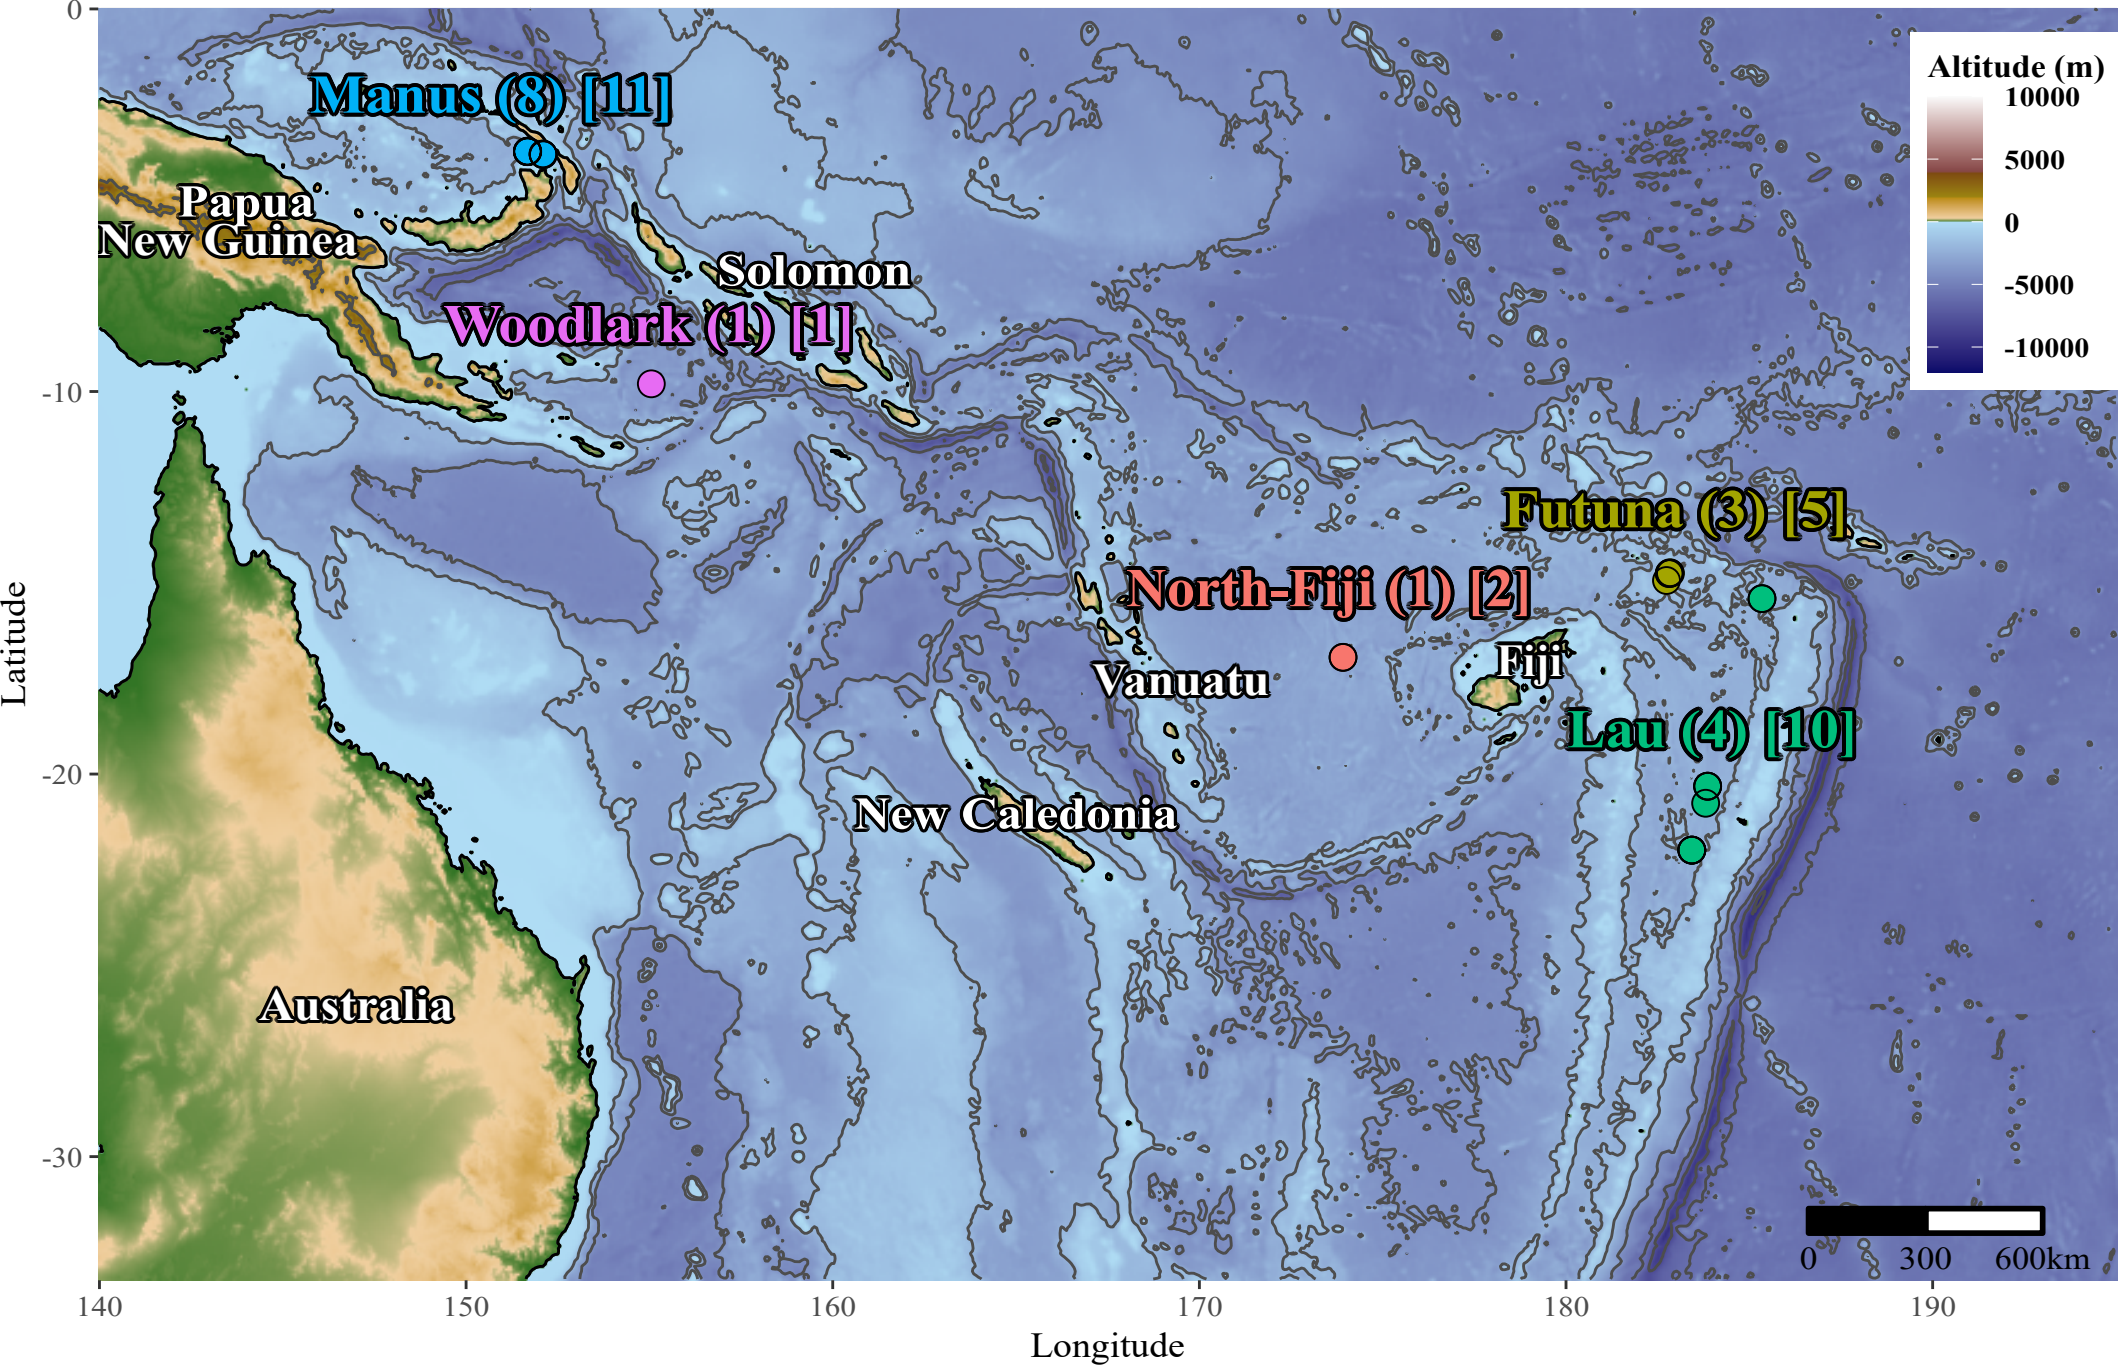 0
Altitude (m)
10000
5000
0
-5000
-10000
Manus (8) [11]
Papua
New Guinea
Solomon
Woodlark (1) [1]
-10
Futuna (3) [5]
North-Fiji (1) [2]
Fiji
Vanuatu
Lau (4) [10]
-20
New Caledonia
Australia
-30
0 300 600km
140 150 160 170 180 190
Longitude
Latitude